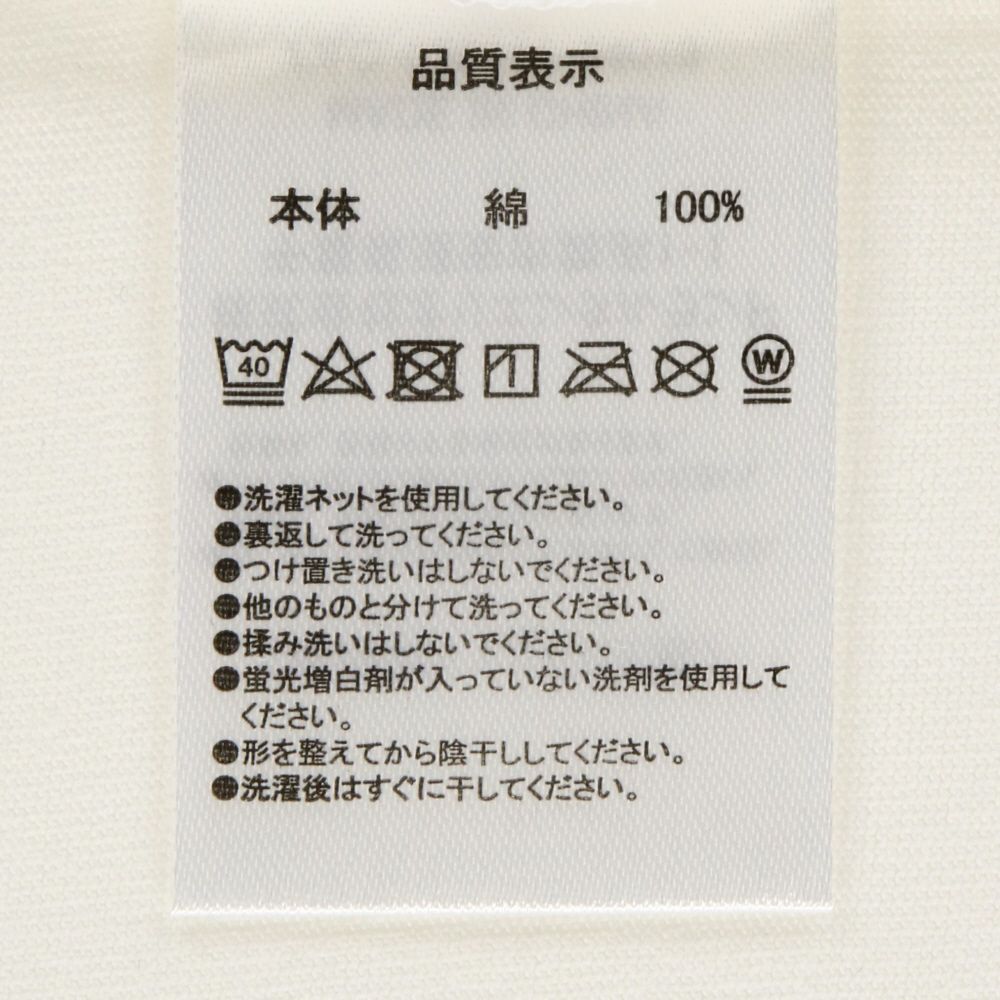 品質表示
本体 綿 100%
40 W
●洗濯ネットを使用してください。
●裏返して洗ってください。
●つけ置き洗いはしないでください。
●他のものと分けて洗ってください。
●揉み洗いはしないでください。
●蛍光増白剤が入っていない洗剤を使用して
ください。
●形を整えてから陰干ししてください。
●洗濯後はすぐに干してください。